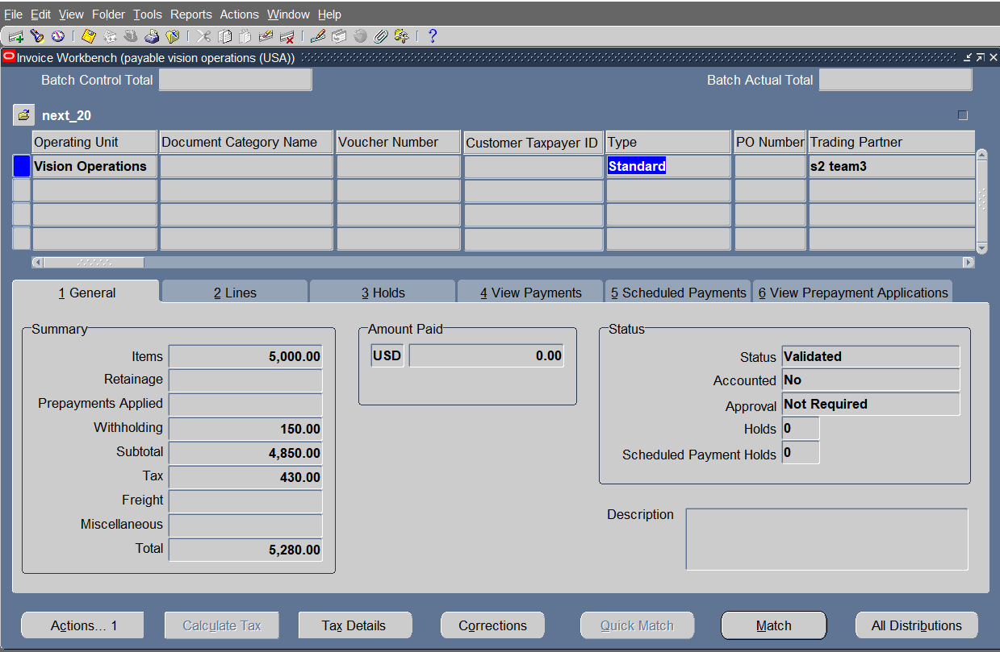 File Edit View Folder Tools Reports Actions Window Help
Invoice Workbench (payable vision operations (USA))
Batch Control Total Batch Actual Total
next_20
Operating Unit Document Category Name Voucher Number Customer Taxpayer ID Type PO Number Trading Partner
Vision Operations Standard s2 team3
1 General 2 Lines 3 Holds 4 View Payments 5 Scheduled Payments 6 View Prepayment Applications
Summary
Items 5,000.00
Retainage
Prepayments Applied
Withholding 150.00
Subtotal 4,850.00
Tax 430.00
Freight
Miscellaneous
Total 5,280.00
Amount Paid
USD 0.00
Status
Status Validated
Accounted No
Approval Not Required
Holds 0
Scheduled Payment Holds 0
Description
Actions... 1 Calculate Tax Tax Details Corrections Quick Match Match All Distributions